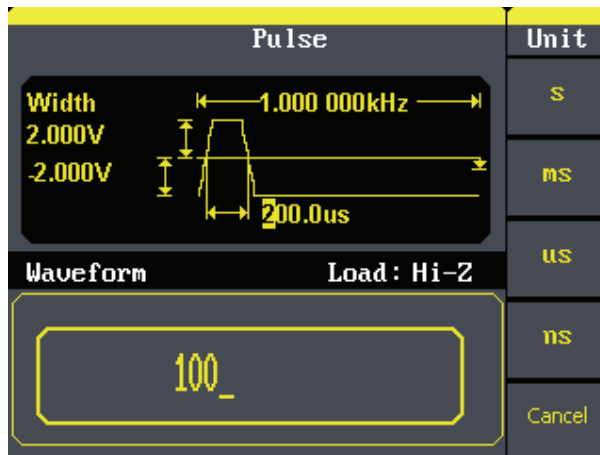 Pulse
Unit
Width
1.000 000kHz
2.000V
-2.000V
200.0us
Waveform
Load: Hi-Z
100_
s
ms
us
ns
Cancel